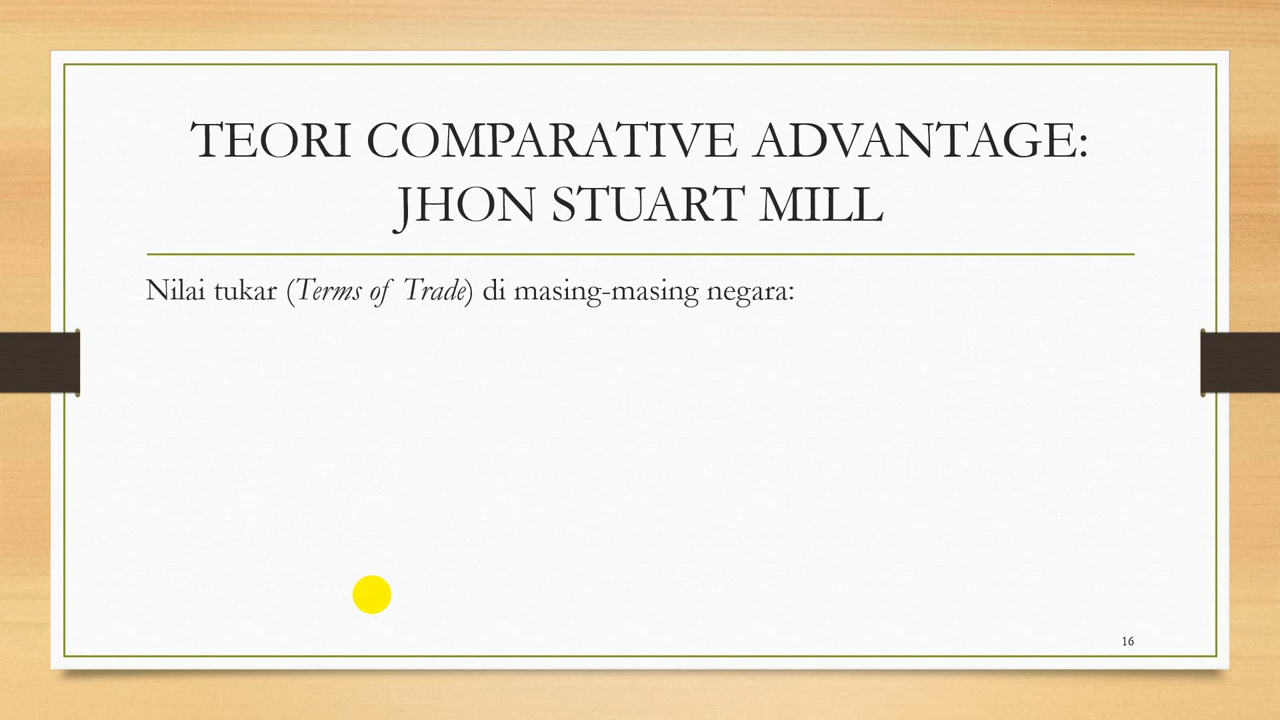 TEORI COMPARATIVE ADVANTAGE:
JHON STUART MILL
Nilai tukar (Terms of Trade) di masing-masing negara:
16